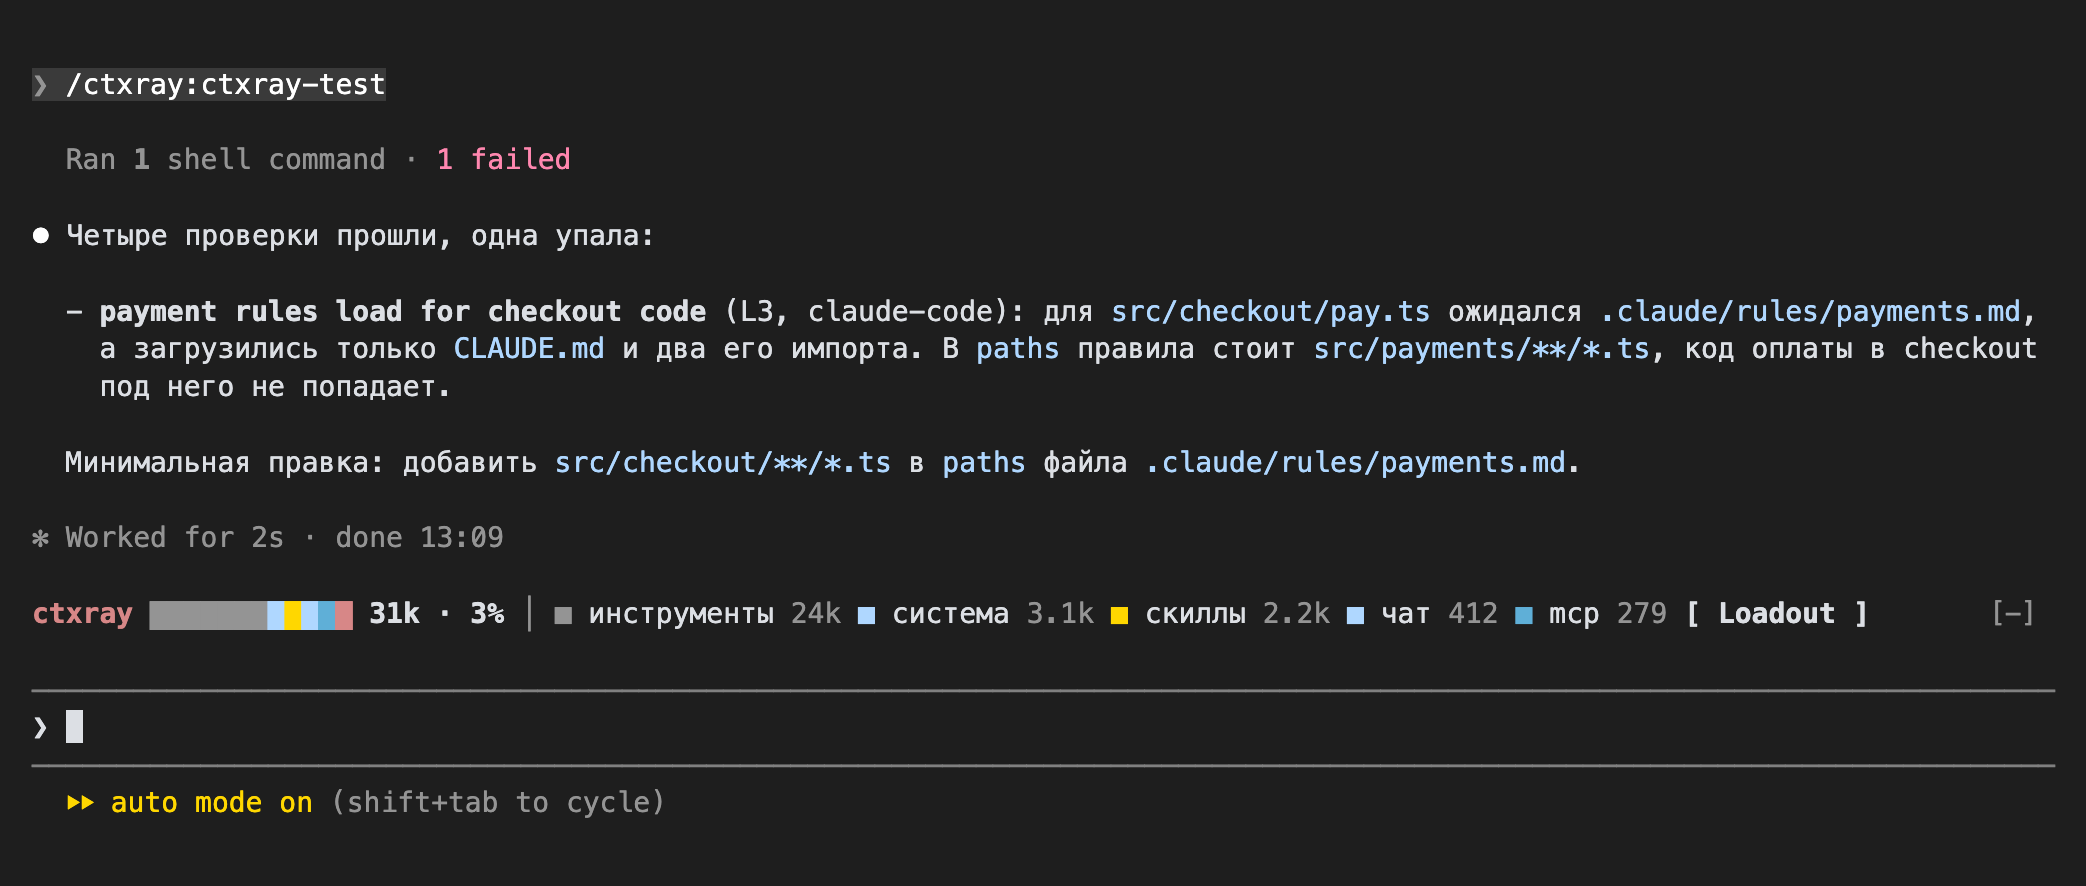 ❯ /ctxray:ctxray-test
Ran 1 shell command · 1 failed
● Четыре проверки прошли, одна упала:
- payment rules load for checkout code (L3, claude-code): для src/checkout/pay.ts ожидался .claude/rules/payments.md,
а загрузились только CLAUDE.md и два его импорта. В paths правила стоит src/payments/**/*.ts, код оплаты в checkout
под него не попадает.
Минимальная правка: добавить src/checkout/**/*.ts в paths файла .claude/rules/payments.md.
✻ Worked for 2s · done 13:09
ctxray 31k · 3% │ ■ инструменты 24k ■ система 3.1k ■ скиллы 2.2k ■ чат 412 ■ mcp 279 [ Loadout ] [-]
❯
⏵⏵ auto mode on (shift+tab to cycle)